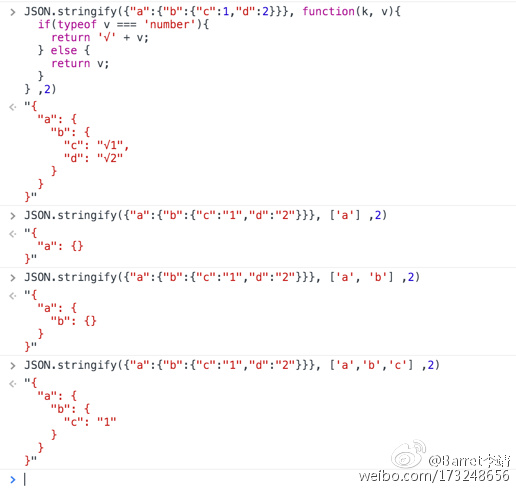 > JSON.stringify({"a":{"b":{"c":1,"d":2}}}, function(k, v){
if(typeof v === 'number'){
return '√' + v;
} else {
return v;
}
} ,2)
< "{
"a": {
"b": {
"c": "√1",
"d": "√2"
}
}
}"
> JSON.stringify({"a":{"b":{"c":"1","d":"2"}}}, ['a'] ,2)
< "{
"a": {}
}"
> JSON.stringify({"a":{"b":{"c":"1","d":"2"}}}, ['a', 'b'] ,2)
< "{
"a": {
"b": {}
}
}"
> JSON.stringify({"a":{"b":{"c":"1","d":"2"}}}, ['a','b','c'] ,2)
< "{
"a": {
"b": {
"c": "1"
}
}
}"
@Barret李靖
weibo.com/173248656
>